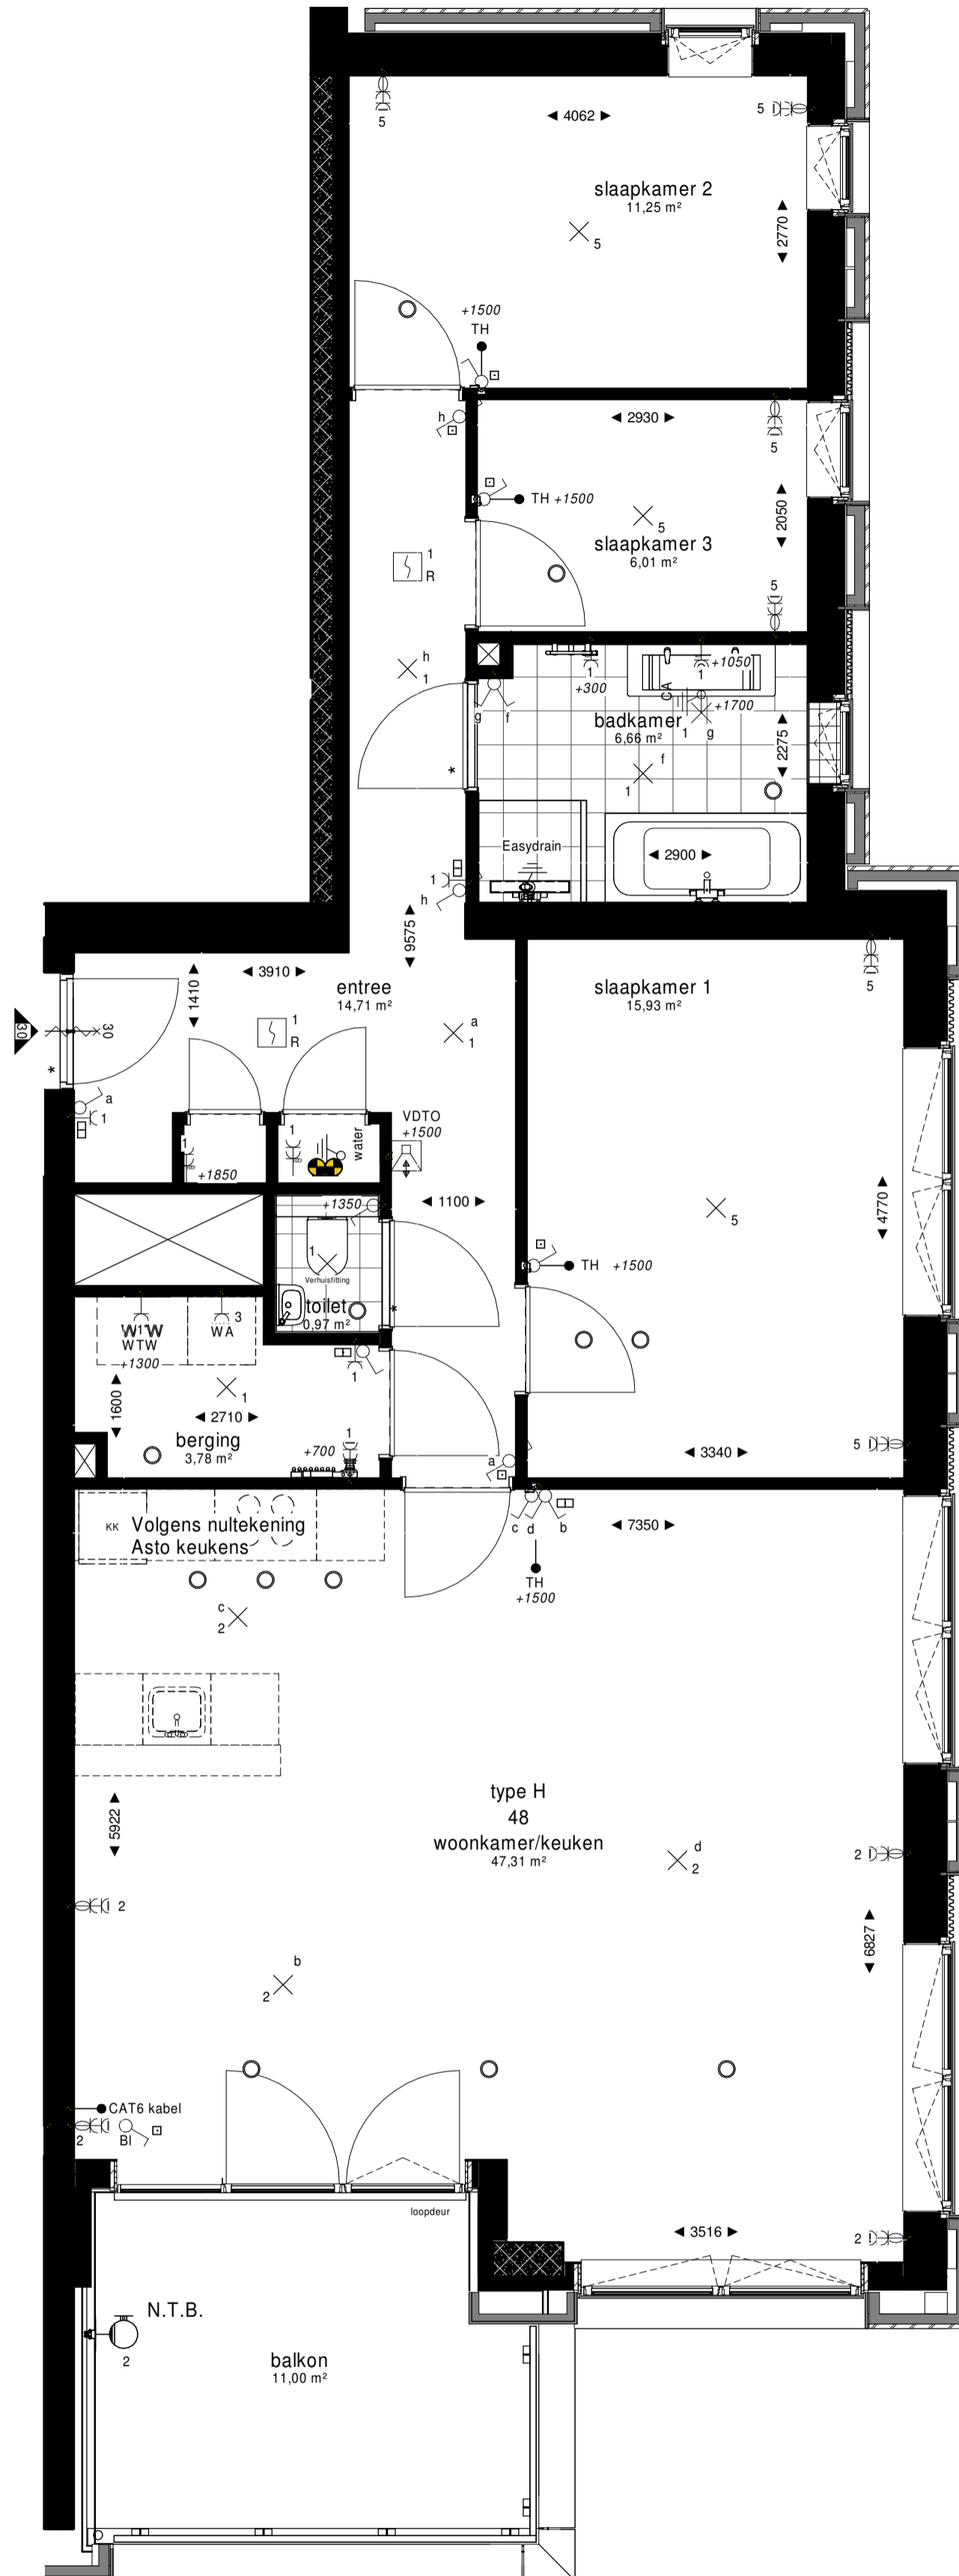 5
4062
5
slaapkamer 2
11,25 m²
2770
5
+1500
TH
h
2930
5
TH +1500
5
2050
slaapkamer 3
6,01 m²
1
R
5
h
1
1
+300
1
+1050
CA
+1700
g f
badkamer
6,66 m²
1 g
2275
*
f
1
Easydrain
2900
1
h
9575
3910
1410
entree
14,71 m²
slaapkamer 1
15,93 m²
5
30
30
1
R
a
1
*
a
1
1
+1850
1
water
VDTO
+1500
+1350
1100
5
4770
1
Verhuisfitting
toilet
0,97 m²
*
TH +1500
W1W
WTW
+1300
3
WA
1
1600
1
2710
berging
3,78 m²
+700
1
a
5
3340
KK
Volgens nultekening
Asto keukens
c d b
7350
TH
+1500
c
2
type H
48
woonkamer/keuken
47,31 m²
5922
d
2
2
2
6827
b
2
CAT6 kabel
2
BI
loopdeur
3516
2
N.T.B.
2
balkon
11,00 m²